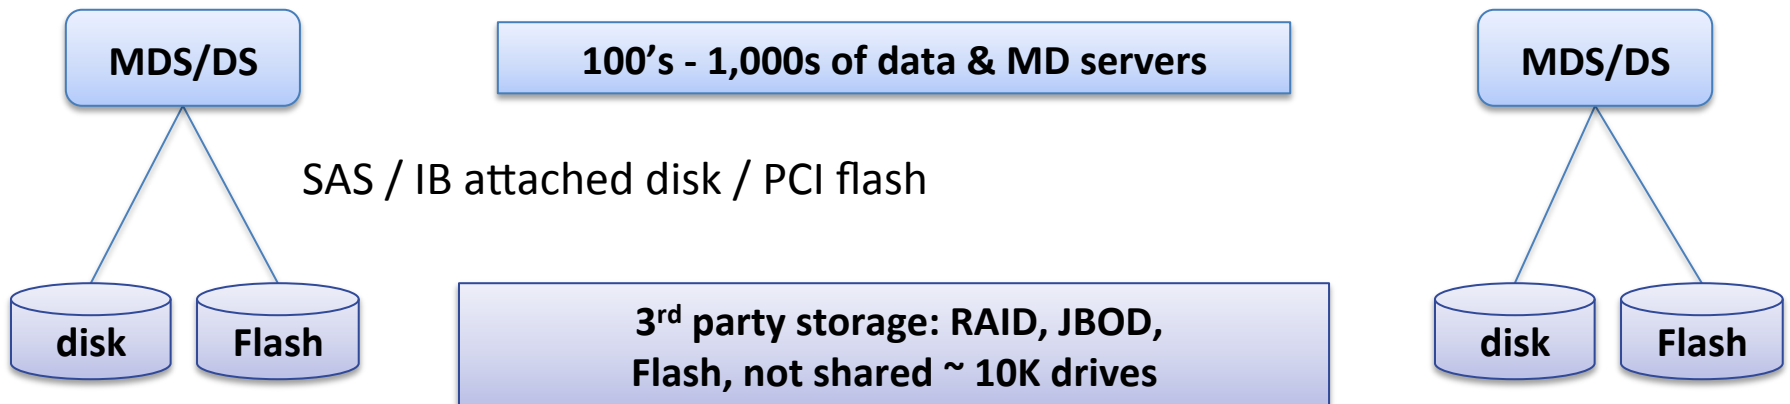 MDS/DS
100’s - 1,000s of data & MD servers
MDS/DS
SAS / IB attached disk / PCI flash
disk
Flash
3rd party storage: RAID, JBOD,
Flash, not shared ~ 10K drives
disk
Flash